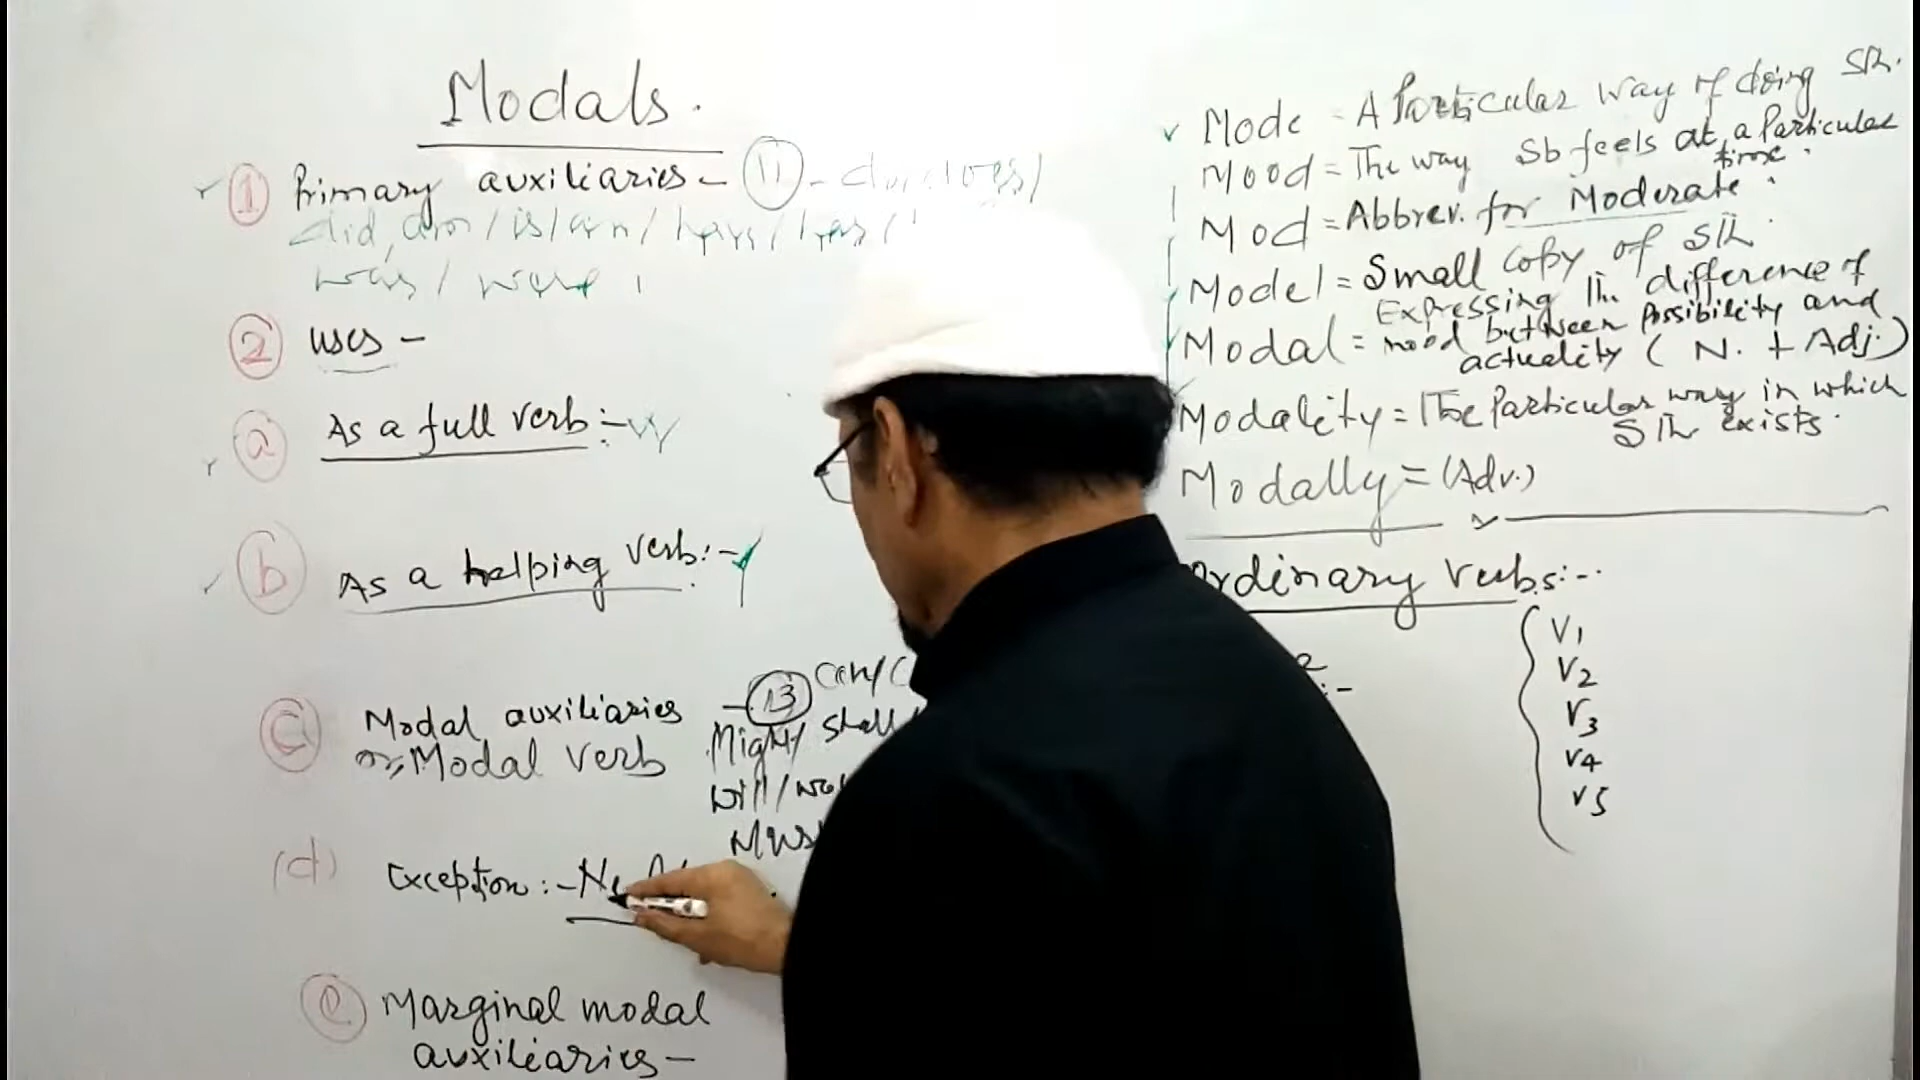 Modals.
① Primary auxiliaries - ⑪ - do/does/
did, am/is/are/have/has/
was/were
② uses -
ⓐ As a full verb :-
ⓑ As a helping verb :-
ⓒ Modal auxiliaries - ⑬ Can/
or, Modal verb
Might/ Shall
will/
Must
(d) Exception :-
ⓔ Marginal modal
auxiliaries -
Mode = A Particular way of doing Sth.
Mood = The way Sb feels at a Particular
time.
Mod = Abbrev. for Moderate.
Model = Small copy of Sth.
Modal = Expressing the difference of
mood between Possibility and
actuality ( N. + Adj.)
Modality = The Particular way in which
Sth exists.
Modally = (Adv.)
Ordinary verbs :-
V1
V2
V3
V4
V5